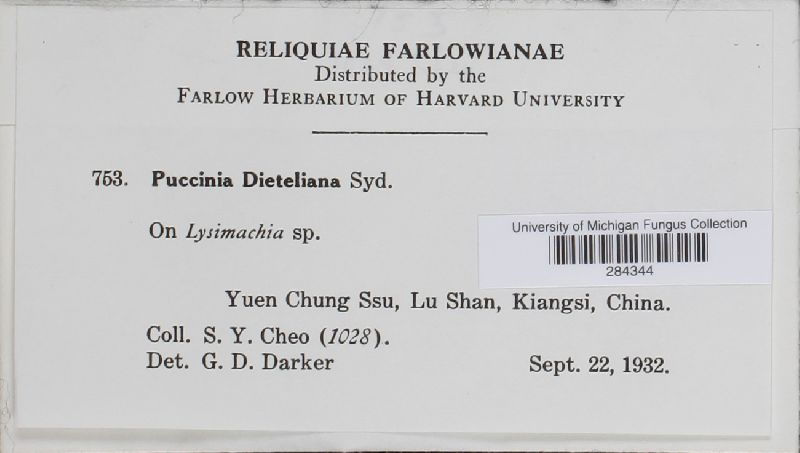 RELIQUIAE FARLOWIANAE
Distributed by the
FARLOW HERBARIUM OF HARVARD UNIVERSITY
753. Puccinia Dieteliana Syd.
On Lysimachia sp.
University of Michigan Fungus Collection
284344
Yuen Chung Ssu, Lu Shan, Kiangsi, China.
Coll. S. Y. Cheo (1028).
Det. G. D. Darker Sept. 22, 1932.